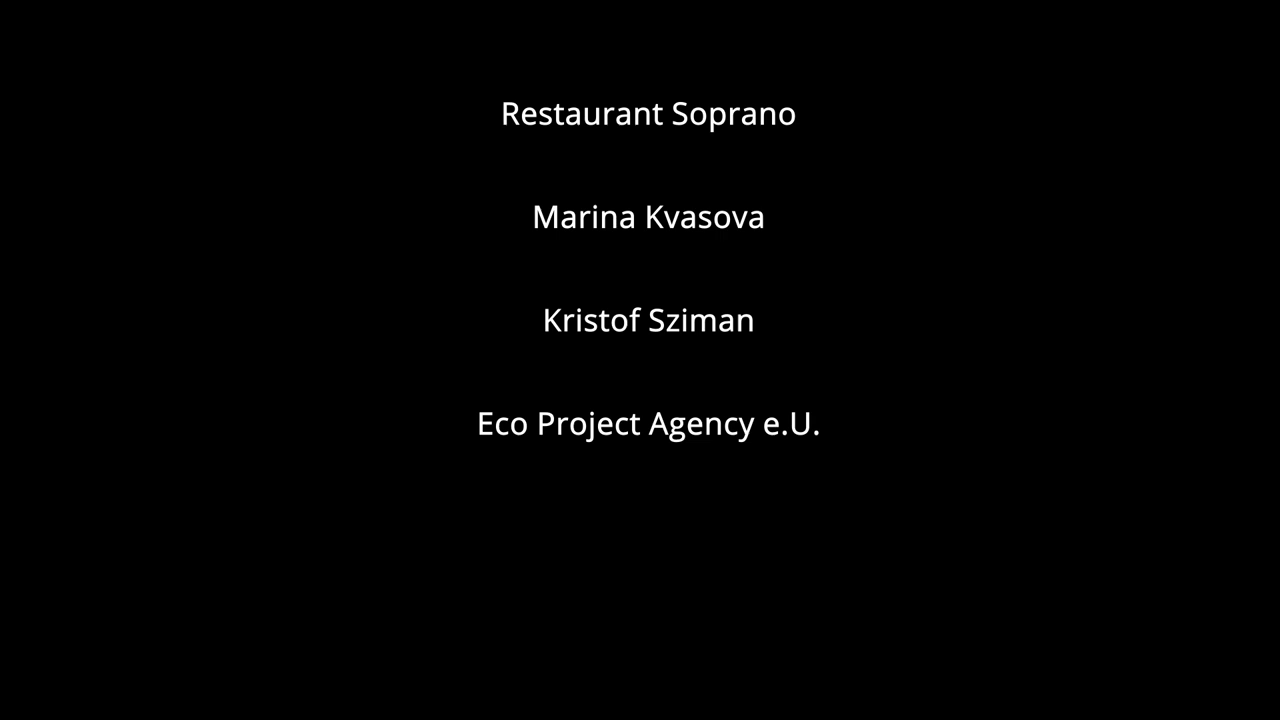 Restaurant Soprano
Marina Kvasova
Kristof Sziman
Eco Project Agency e.U.